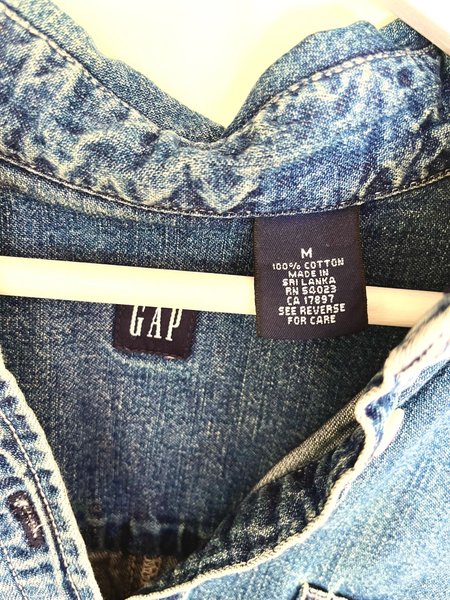 M
100% COTTON
MADE IN
SRI LANKA
RN 54023
CA 17897
SEE REVERSE
FOR CARE
GAP